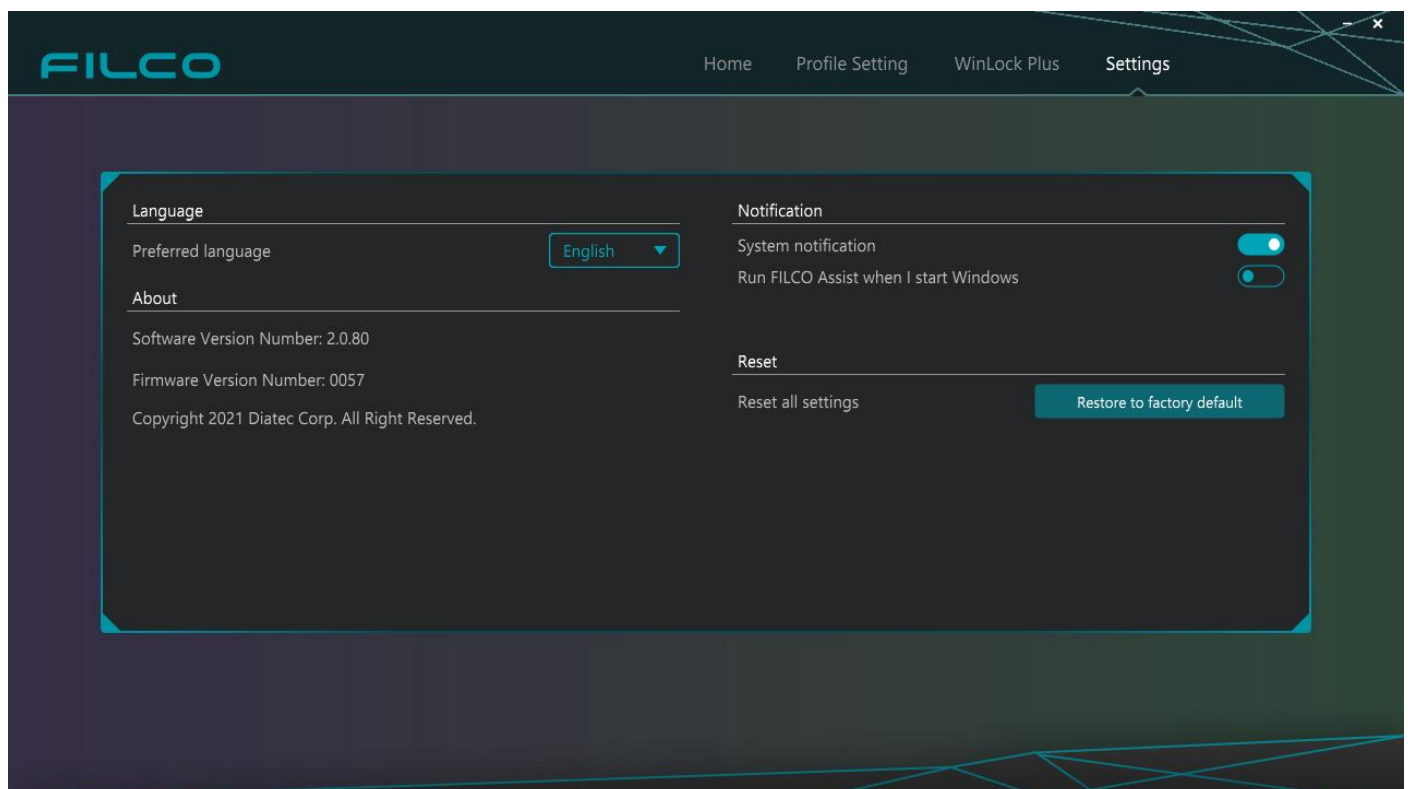 FILCO
Home Profile Setting WinLock Plus Settings
Language
Preferred language English
About
Software Version Number: 2.0.80
Firmware Version Number: 0057
Copyright 2021 Diatec Corp. All Right Reserved.
Notification
System notification
Run FILCO Assist when I start Windows
Reset
Reset all settings Restore to factory default